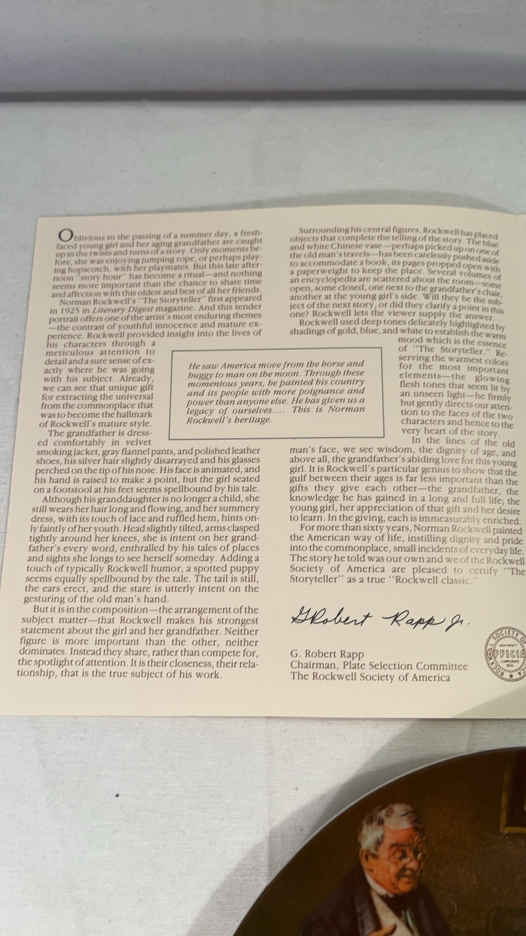 Oblivious to the passing of a summer day, a fresh-
faced young girl and her aging grandfather are caught
up in the twists and turns of a story. Only moments be-
fore, she was enjoying jumping rope, or perhaps play-
ing hopscotch, with her playmates. But this late after-
noon "story hour" has become a ritual—and nothing
seems more important than the chance to share time
and affection with this oldest and best of all her friends.
Norman Rockwell's "The Storyteller" first appeared
in 1925 in Literary Digest magazine. And this tender
portrait offers one of the artist's most enduring themes
—the contrast of youthful innocence and mature ex-
perience. Rockwell provided insight into the lives of
his characters through a
meticulous attention to
detail and a sure sense of ex-
actly where he was going
with his subject. Already,
we can see that unique gift
for extracting the universal
from the commonplace that
was to become the hallmark
of Rockwell's mature style.
The grandfather is dress-
ed comfortably in velvet
smoking jacket, gray flannel pants, and polished leather
shoes, his silver hair slightly disarrayed and his glasses
perched on the tip of his nose. His face is animated, and
his hand is raised to make a point, but the girl seated
on a footstool at his feet seems spellbound by his tale.
Although his granddaughter is no longer a child, she
still wears her hair long and flowing, and her summery
dress, with its touch of lace and ruffled hem, hints on-
ly faintly of her youth. Head slightly tilted, arms clasped
tightly around her knees, she is intent on her grand-
father's every word, enthralled by his tales of places
and sights she longs to see herself someday. Adding a
touch of typically Rockwell humor, a spotted puppy
seems equally spellbound by the tale. The tail is still,
the ears erect, and the stare is utterly intent on the
gesturing of the old man's hand.
But it is in the composition—the arrangement of the
subject matter—that Rockwell makes his strongest
statement about the girl and her grandfather. Neither
figure is more important than the other, neither
dominates. Instead they share, rather than compete for,
the spotlight of attention. It is their closeness, their rela-
tionship, that is the true subject of his work.
He saw America move from the horse and
buggy to man on the moon. Through these
momentous years, he painted his country
and its people with more poignance and
power than anyone else. He has given us a
legacy of ourselves.... This is Norman
Rockwell's heritage.
Surrounding his central figures, Rockwell has placed
objects that complete the telling of the story. The blue
and white Chinese vase—perhaps picked up on one of
the old man's travels—has been carelessly pushed aside
to accommodate a book, its pages propped open with
a paperweight to keep the place. Several volumes of
an encyclopedia are scattered about the room—some
open, some closed, one next to the grandfather's chair,
another at the young girl's side. Will they be the sub-
ject of the next story, or did they clarify a point in this
one? Rockwell lets the viewer supply the answer.
Rockwell used deep tones delicately highlighted by
shadings of gold, blue, and white to establish the warm
mood which is the essence
of "The Storyteller." Re-
serving the warmest colors
for the most important
elements—the glowing
flesh tones that seem lit by
an unseen light—he firmly
but gently directs our atten-
tion to the faces of the two
characters and hence to the
very heart of the story.
In the lines of the old
man's face, we see wisdom, the dignity of age, and
above all, the grandfather's abiding love for this young
girl. It is Rockwell's particular genius to show that the
gulf between their ages is far less important than the
gifts they give each other—the grandfather, the
knowledge he has gained in a long and full life, the
young girl, her appreciation of that gift and her desire
to learn. In the giving, each is immeasurably enriched.
For more than sixty years, Norman Rockwell painted
the American way of life, instilling dignity and pride
into the commonplace, small incidents of everyday life.
The story he told was our own and we of the Rockwell
Society of America are pleased to certify "The
Storyteller" as a true "Rockwell classic."
G Robert Rapp Jr.
G. Robert Rapp
Chairman, Plate Selection Committee
The Rockwell Society of America
SOCIETY OF